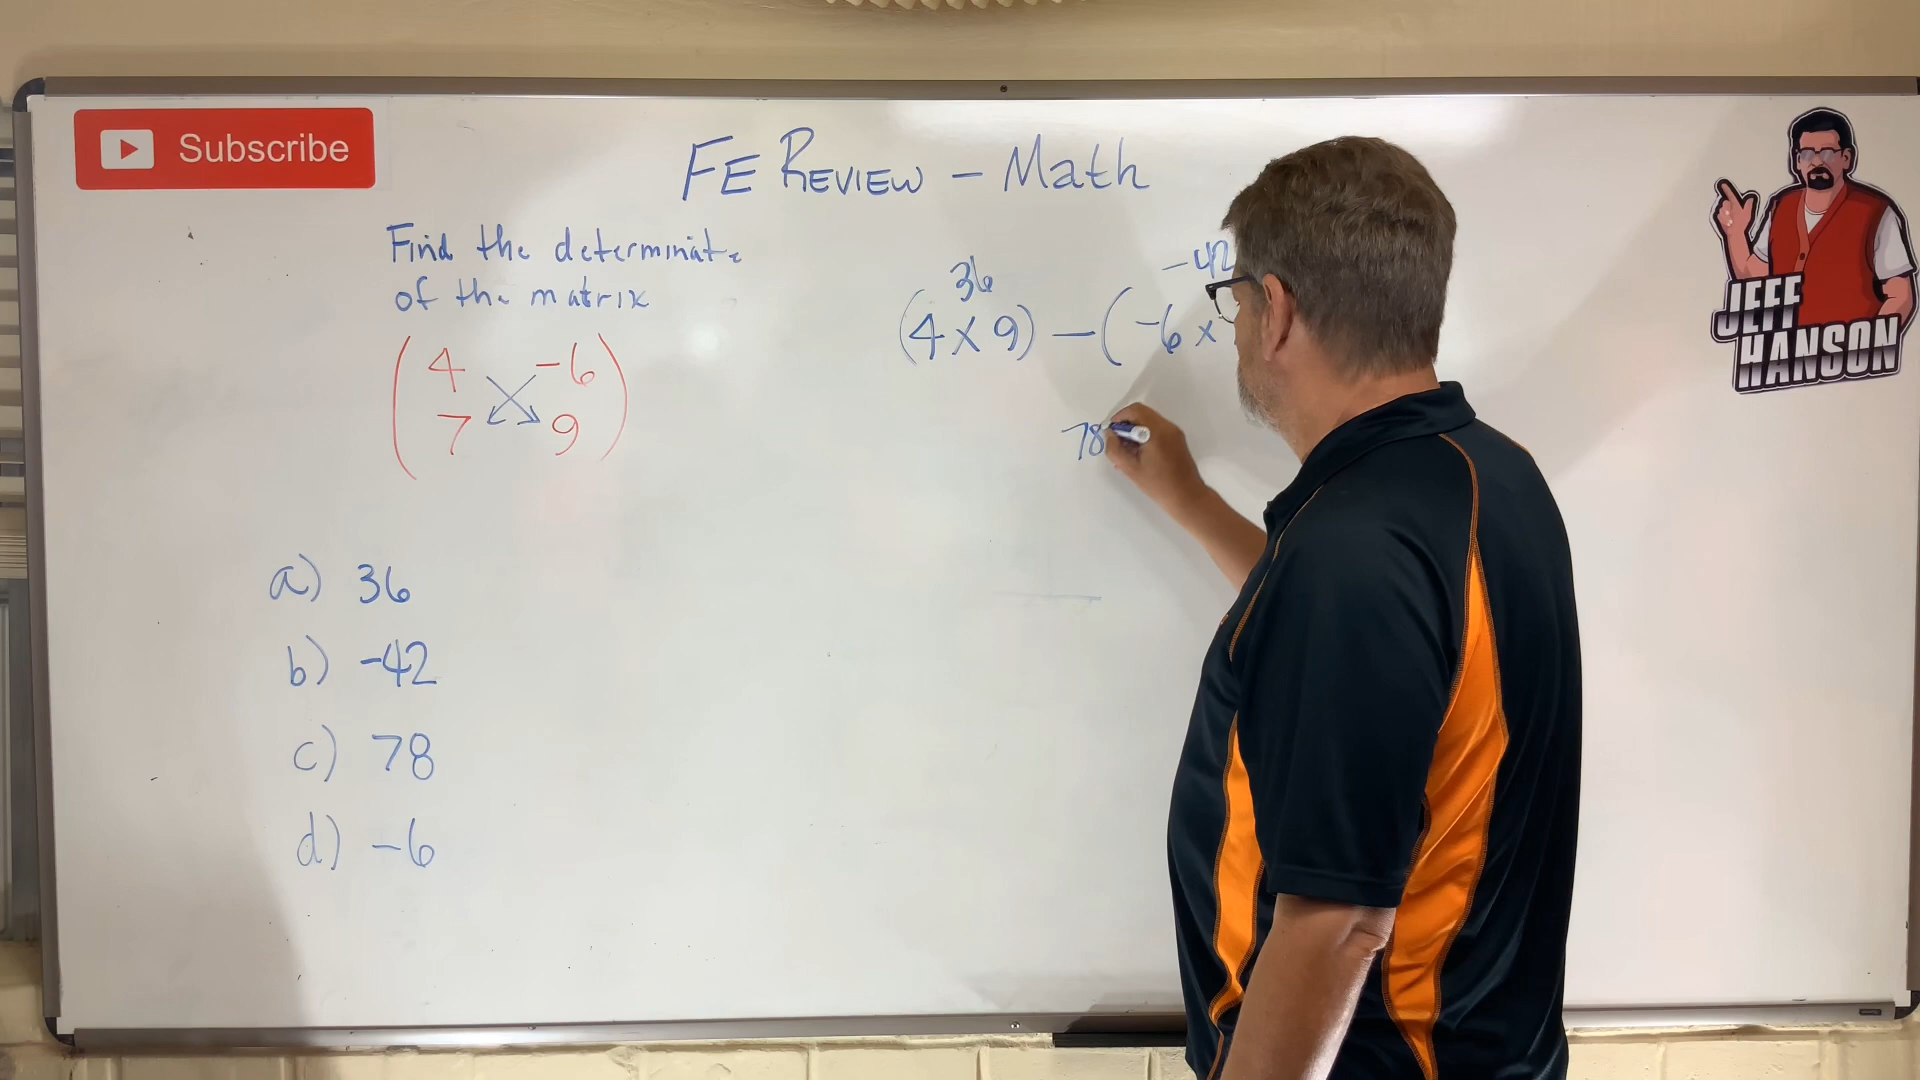 Subscribe
FE REVIEW - Math
Find the determinate
of the matrix
4 -6
7 9
36 -42
(4 x 9) - (-6 x
78
a) 36
b) -42
c) 78
d) -6
JEFF
HANSON